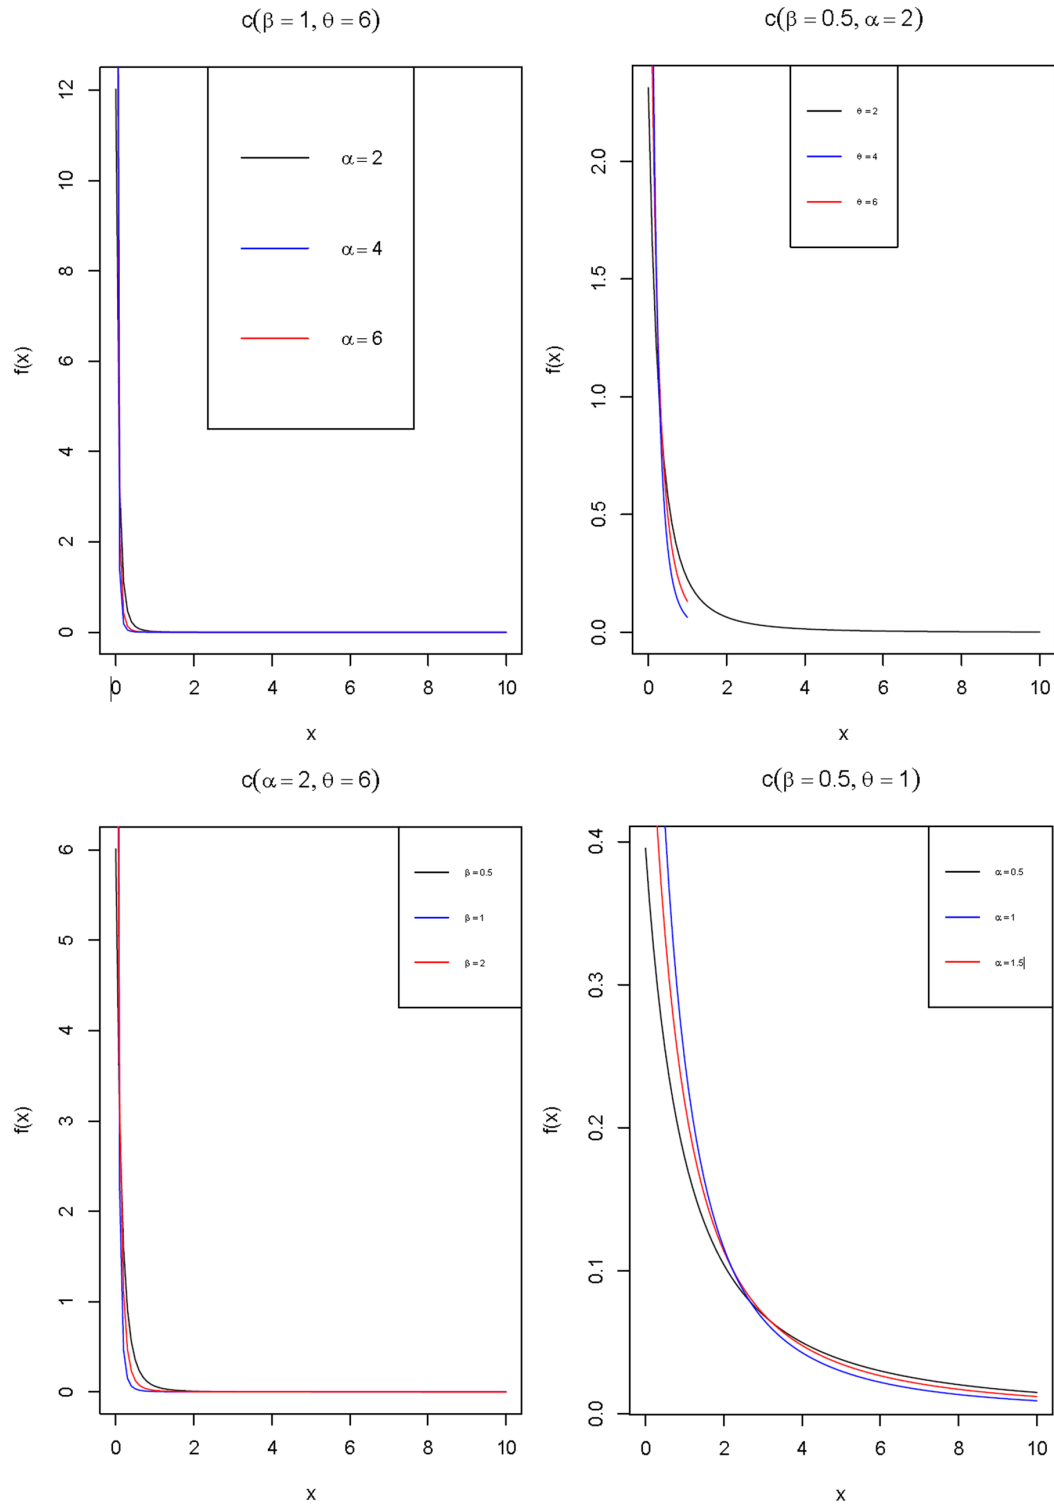 c(β = 1, θ = 6)
12
10
8
6
4
2
0
f(x)
α = 2
α = 4
α = 6
0 2 4 6 8 10
x
c(β = 0.5, α = 2)
2.0
1.5
1.0
0.5
0.0
f(x)
θ = 2
θ = 4
θ = 6
0 2 4 6 8 10
x
c(α = 2, θ = 6)
6
5
4
3
2
1
0
f(x)
β = 0.5
β = 1
β = 2
0 2 4 6 8 10
x
c(β = 0.5, θ = 1)
0.4
0.3
0.2
0.1
0.0
f(x)
α = 0.5
α = 1
α = 1.5
0 2 4 6 8 10
x